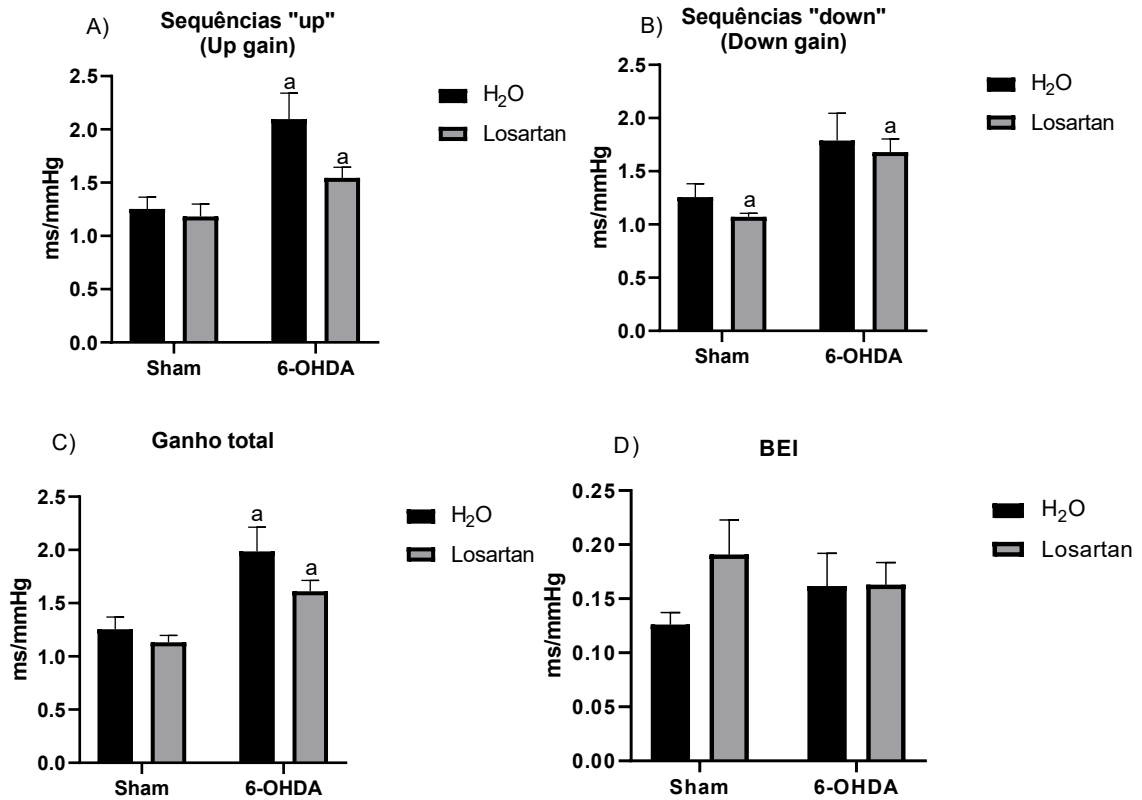 A)
Sequências "up"
(Up gain)
2.5
2.0
1.5
1.0
0.5
0.0
ms/mmHg
a
a
Sham
6-OHDA
H₂O
Losartan
B)
Sequências "down"
(Down gain)
2.5
2.0
1.5
1.0
0.5
0.0
ms/mmHg
a
a
Sham
6-OHDA
H₂O
Losartan
C)
Ganho total
2.5
2.0
1.5
1.0
0.5
0.0
ms/mmHg
a
a
Sham
6-OHDA
H₂O
Losartan
D)
BEI
0.25
0.20
0.15
0.10
0.05
0.00
ms/mmHg
Sham
6-OHDA
H₂O
Losartan